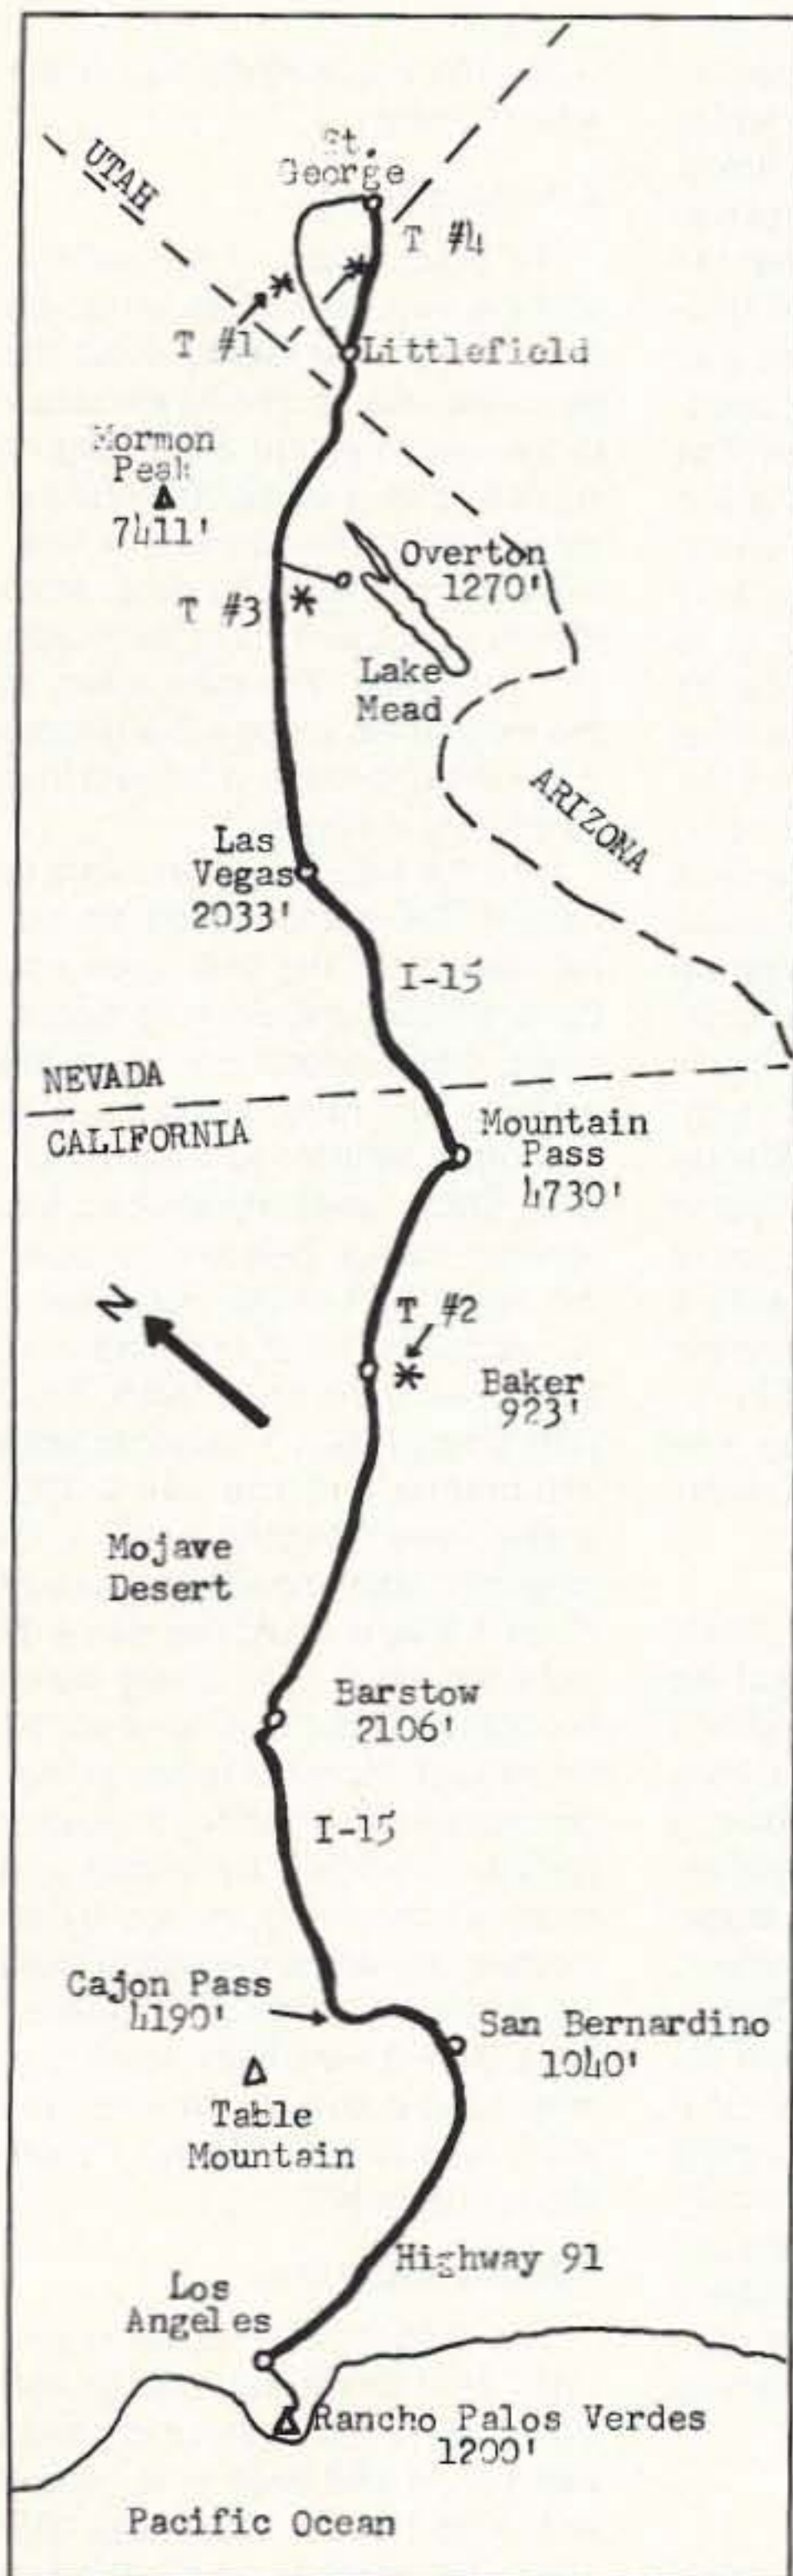 St.
George
UTAH
T #4
T #1
Littlefield
Mormon
Peak
7411'
Overton
1270'
T #3
Lake
Mead
ARIZONA
Las
Vegas
2033'
I-15
NEVADA
CALIFORNIA
Mountain
Pass
4730'
N
T #2
Baker
923'
Mojave
Desert
Barstow
2106'
I-15
Cajon Pass
4190'
San Bernardino
1040'
Table
Mountain
Highway 91
Los
Angeles
Rancho Palos Verdes
1200'
Pacific Ocean